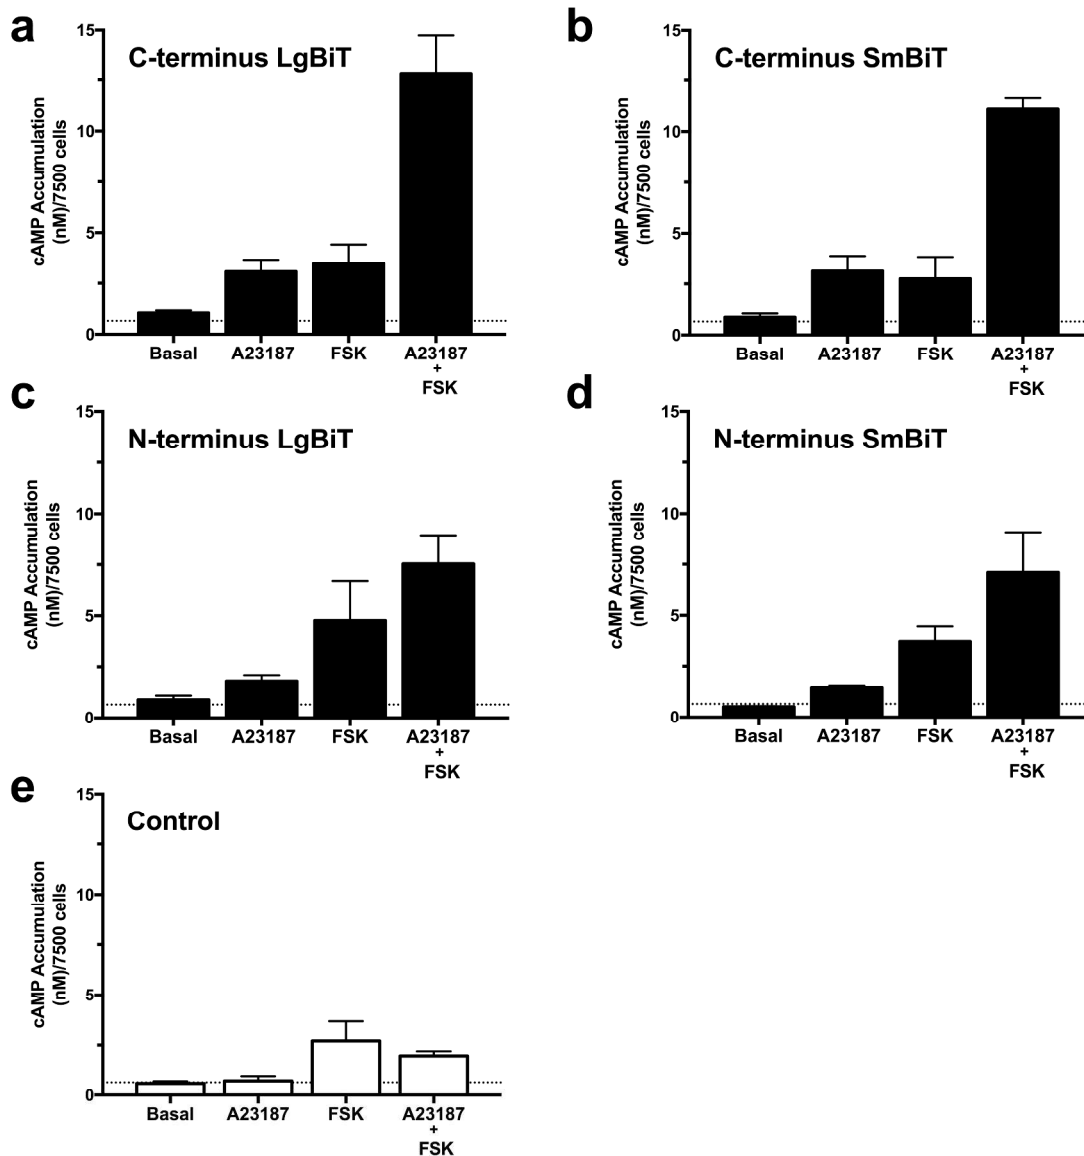 a
C-terminus LgBiT
cAMP Accumulation
(nM)/7500 cells
15
10
5
0
Basal A23187 FSK A23187
+
FSK
b
C-terminus SmBiT
cAMP Accumulation
(nM)/7500 cells
15
10
5
0
Basal A23187 FSK A23187
+
FSK
c
N-terminus LgBiT
cAMP Accumulation
(nM)/7500 cells
15
10
5
0
Basal A23187 FSK A23187
+
FSK
d
N-terminus SmBiT
cAMP Accumulation
(nM)/7500 cells
15
10
5
0
Basal A23187 FSK A23187
+
FSK
e
Control
cAMP Accumulation
(nM)/7500 cells
15
10
5
0
Basal A23187 FSK A23187
+
FSK